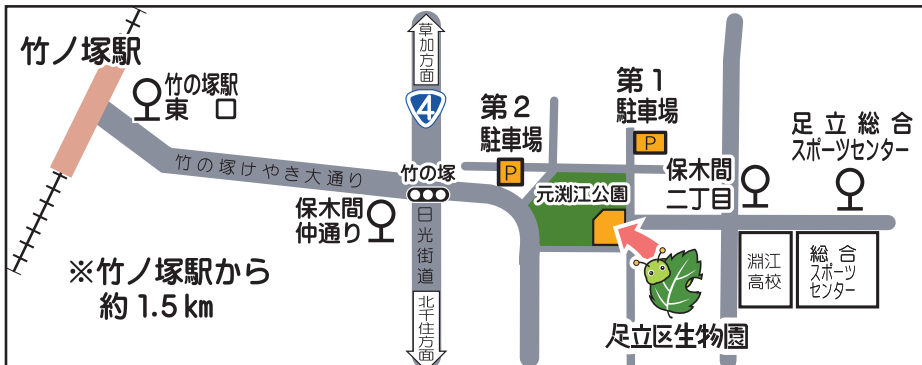 竹ノ塚駅
竹の塚駅
東口
草加方面
4
第2
駐車場
P
第1
駐車場
P
足立総合
スポーツセンター
竹の塚けやき大通り
竹の塚
元渕江公園
保木間
二丁目
保木間
仲通り
日光街道
※竹ノ塚駅から
約1.5km
北千住方面
淵江
高校
総合
スポーツ
センター
足立区生物園